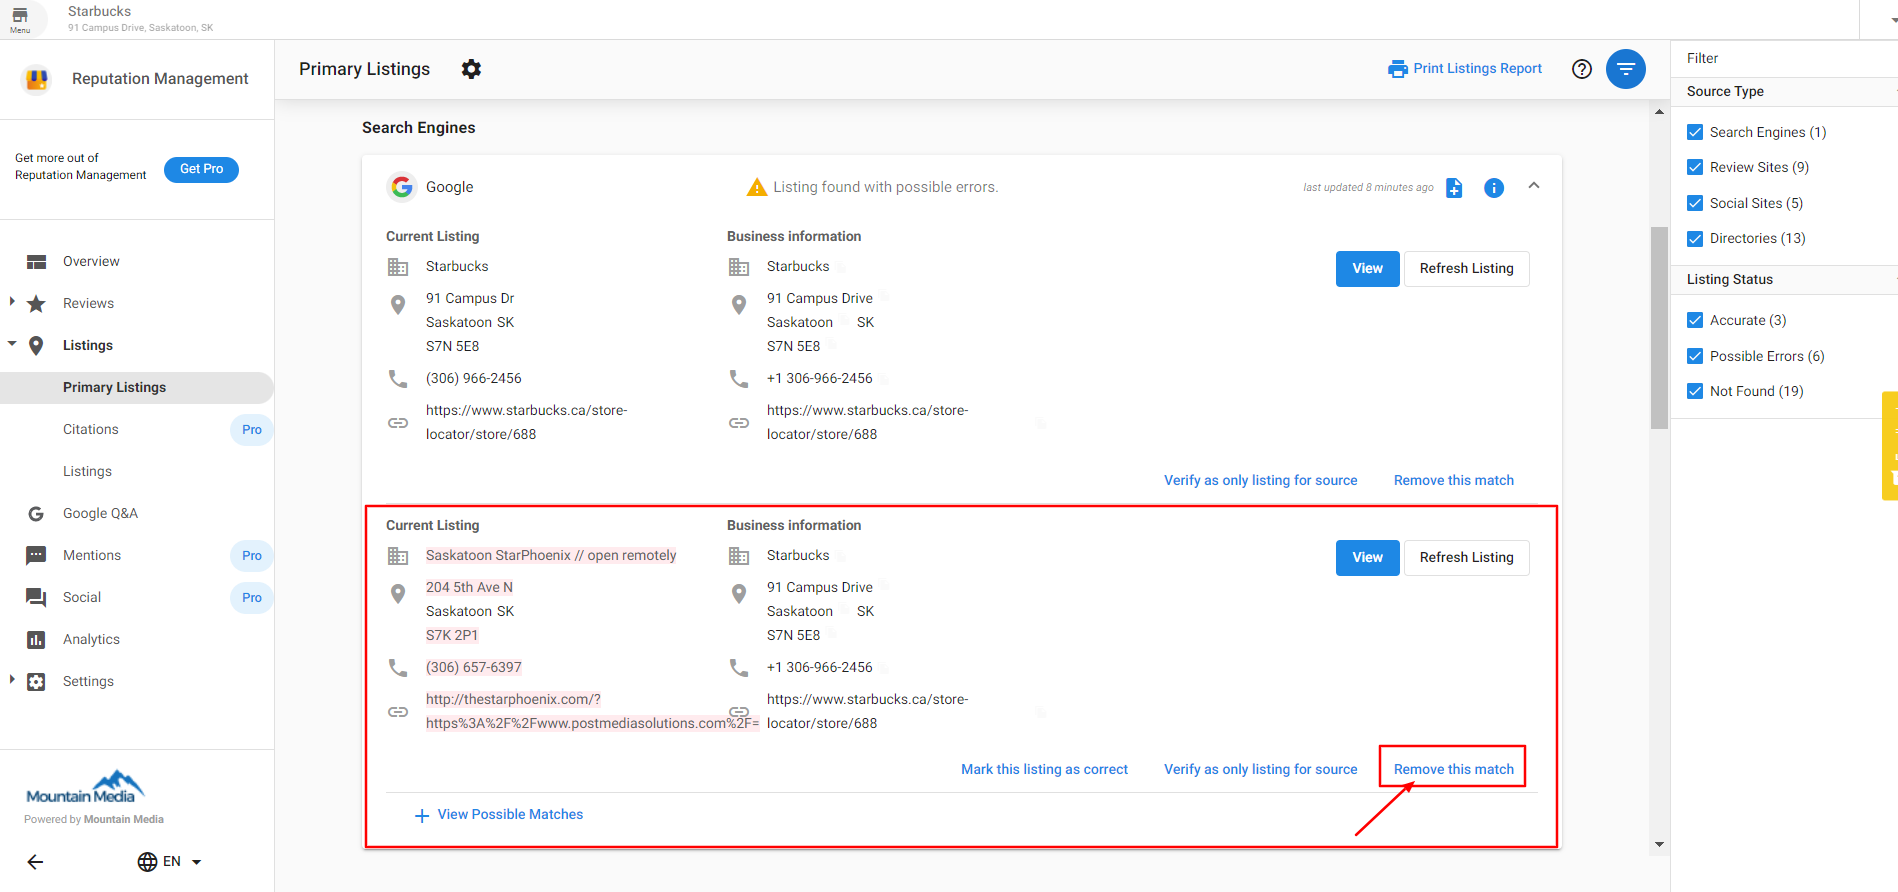 Menu
Starbucks
91 Campus Drive, Saskatoon, SK
Reputation Management
Get more out of
Reputation Management
Get Pro
Overview
Reviews
Listings
Primary Listings
Citations Pro
Listings
Google Q&A
Mentions Pro
Social Pro
Analytics
Settings
Mountain Media
Powered by Mountain Media
EN
Primary Listings
Print Listings Report
Search Engines
Google
Listing found with possible errors.
last updated 8 minutes ago
Current Listing
Starbucks
91 Campus Dr
Saskatoon SK
S7N 5E8
(306) 966-2456
https://www.starbucks.ca/store-
locator/store/688
Business information
Starbucks
91 Campus Drive
Saskatoon SK
S7N 5E8
+1 306-966-2456
https://www.starbucks.ca/store-
locator/store/688
View
Refresh Listing
Verify as only listing for source
Remove this match
Current Listing
Saskatoon StarPhoenix // open remotely
204 5th Ave N
Saskatoon SK
S7K 2P1
(306) 657-6397
http://thestarphoenix.com/?
https%3A%2F%2Fwww.postmediasolutions.com%2F=
Business information
Starbucks
91 Campus Drive
Saskatoon SK
S7N 5E8
+1 306-966-2456
https://www.starbucks.ca/store-
locator/store/688
View
Refresh Listing
Mark this listing as correct
Verify as only listing for source
Remove this match
View Possible Matches
Filter
Source Type
Search Engines (1)
Review Sites (9)
Social Sites (5)
Directories (13)
Listing Status
Accurate (3)
Possible Errors (6)
Not Found (19)